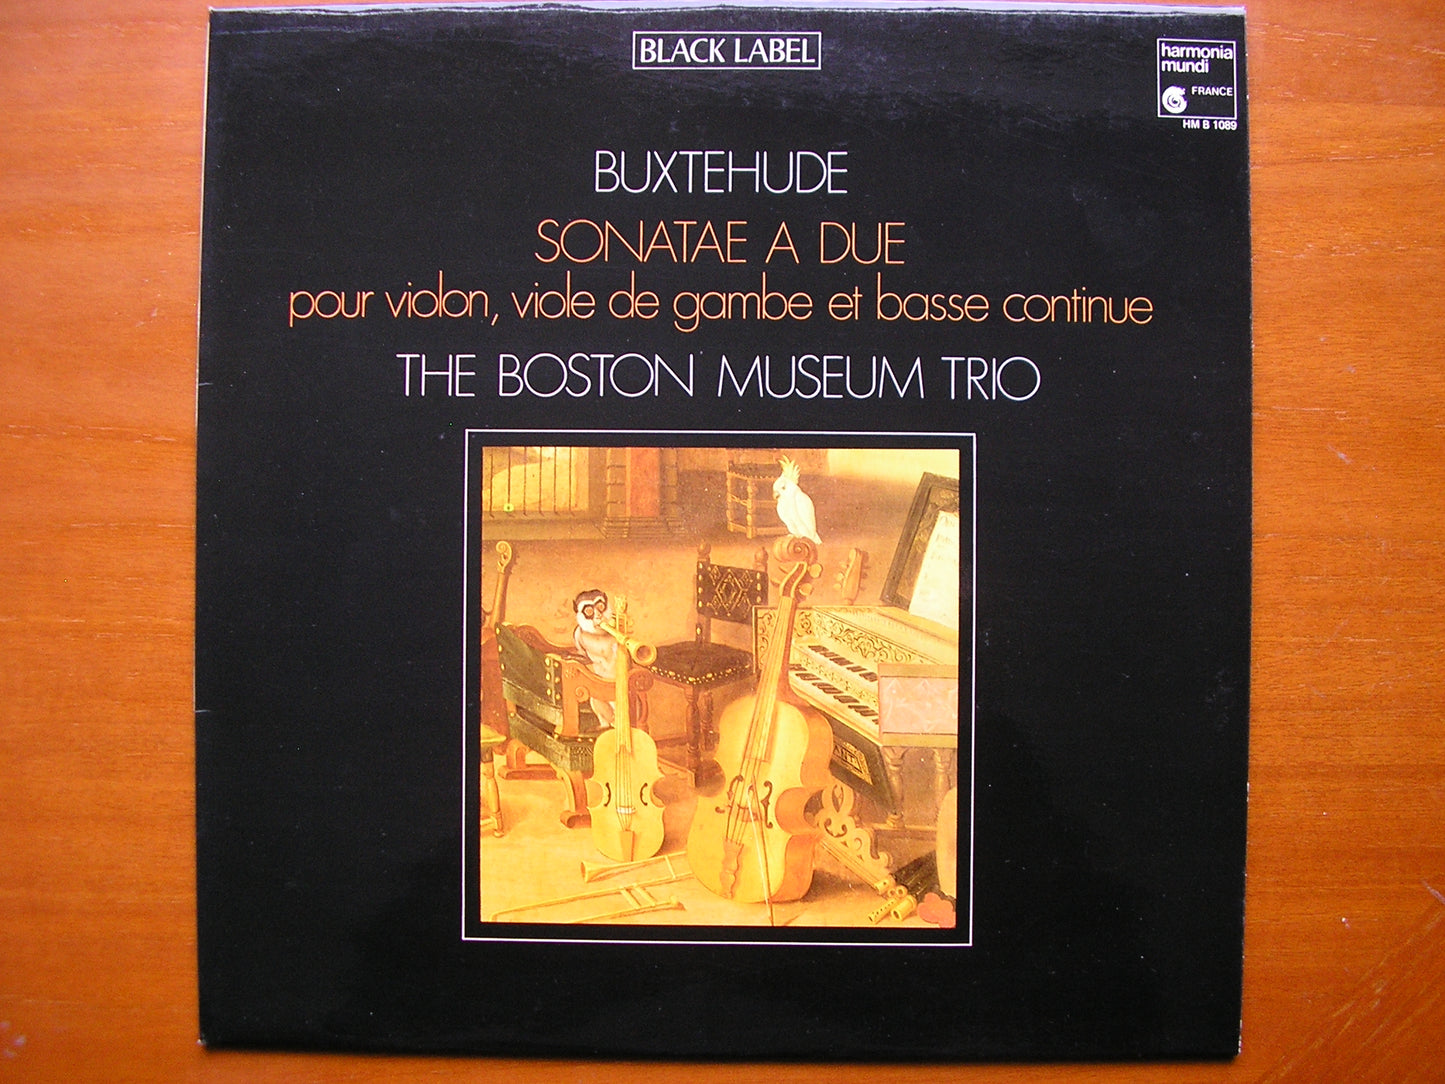 BLACK LABEL
harmonia
mundi
FRANCE
HM B 1089
BUXTEHUDE
SONATAE A DUE
pour violon, viole de gambe et basse continue
THE BOSTON MUSEUM TRIO